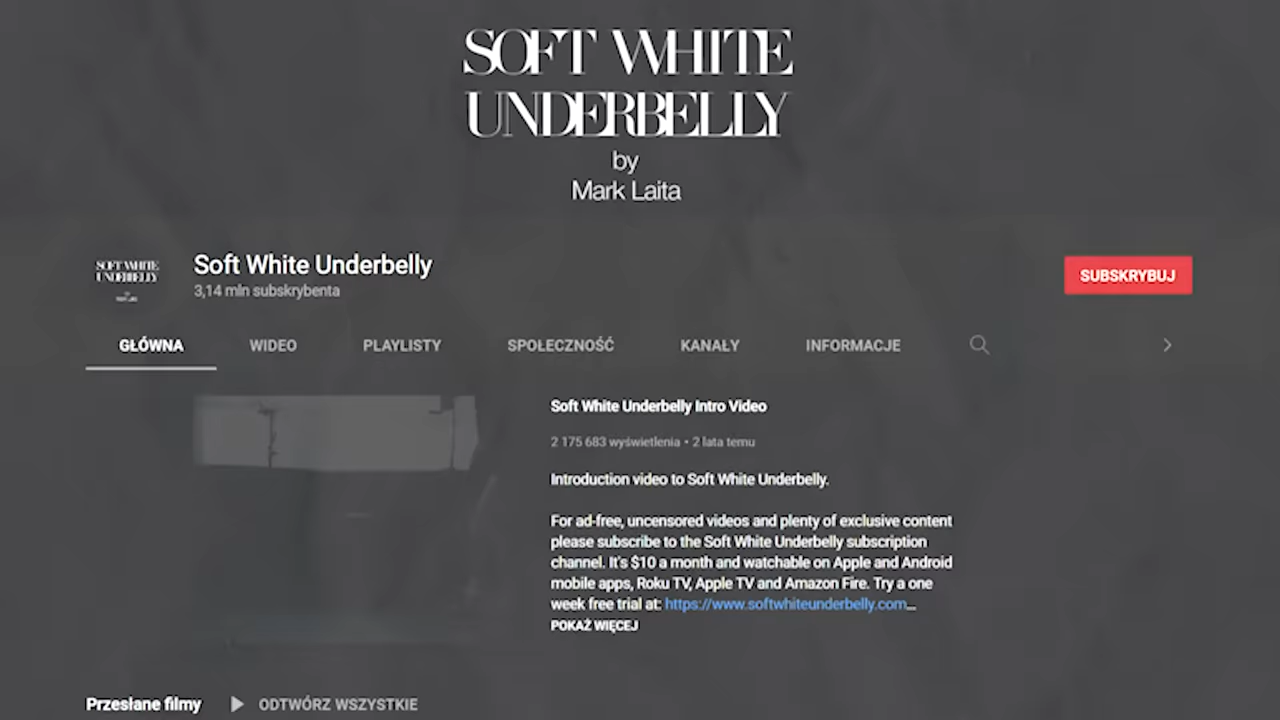 SOFT WHITE
UNDERBELLY
by
Mark Laita
SOFT WHITE
UNDERBELLY
Soft White Underbelly
3,14 mln subskrybenta
SUBSKRYBUJ
GŁÓWNA WIDEO PLAYLISTY SPOŁECZNOŚĆ KANAŁY INFORMACJE
Soft White Underbelly Intro Video
2 175 683 wyświetlenia • 2 lata temu
Introduction video to Soft White Underbelly.
For ad-free, uncensored videos and plenty of exclusive content
please subscribe to the Soft White Underbelly subscription
channel. It's $10 a month and watchable on Apple and Android
mobile apps, Roku TV, Apple TV and Amazon Fire. Try a one
week free trial at: https://www.softwhiteunderbelly.com...
POKAŻ WIĘCEJ
Przesłane filmy ODTWÓRZ WSZYSTKIE